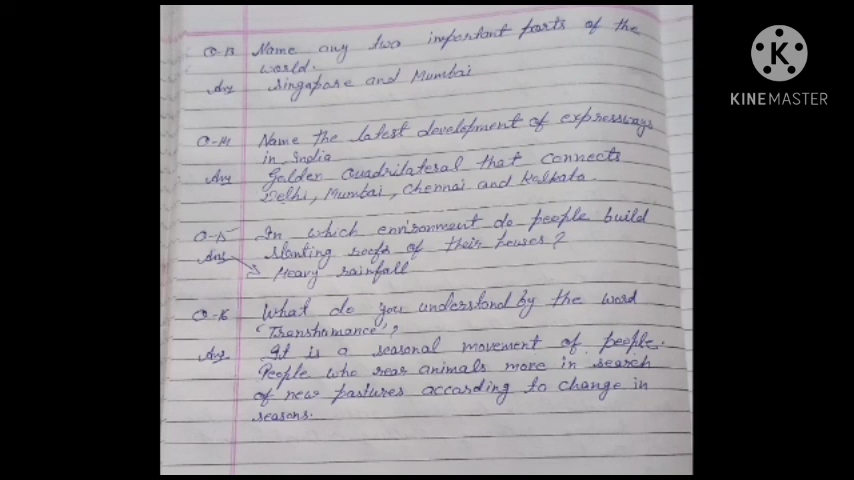 Q-13 Name any two important ports of the
world.
Ans Singapore and Mumbai
Q-14 Name the latest development of expressways
in India
Ans Golden Quadrilateral that connects
Delhi, Mumbai, Chennai and Kolkata.
Q-15 In which environment do people build
slanting roofs of their houses?
Ans Heavy rainfall
Q-16 What do you understand by the word
'Transhamance'?
Ans It is a seasonal movement of people.
People who rear animals move in search
of new pastures according to change in
seasons.
K
KINEMASTER